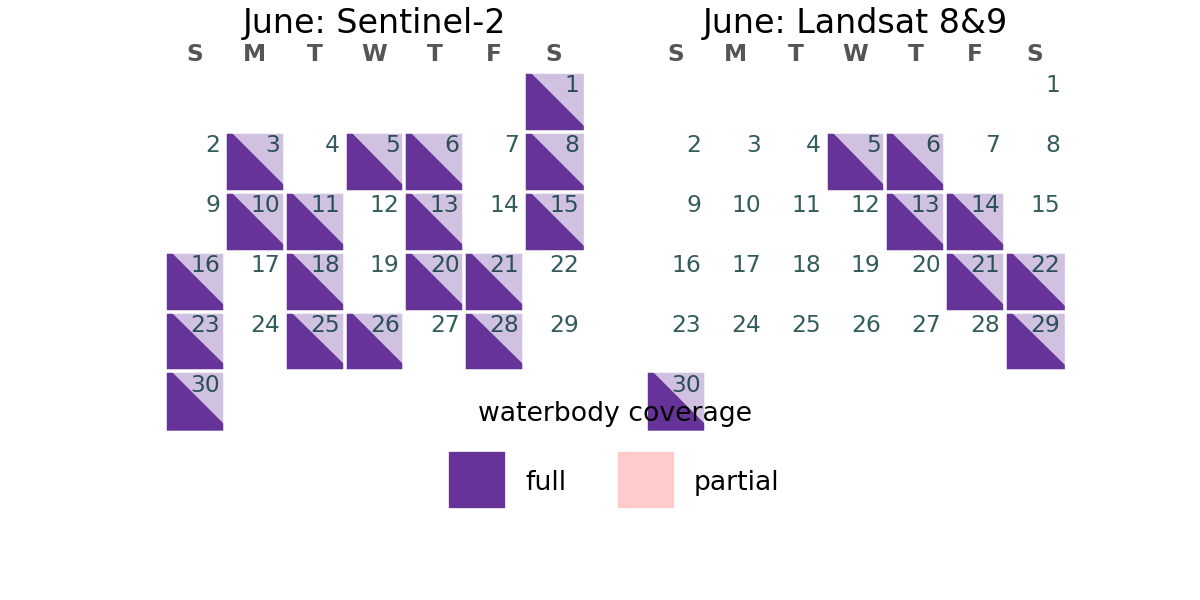 June: Sentinel-2
S M T W T F S
1
2 3 4 5 6 7 8
9 10 11 12 13 14 15
16 17 18 19 20 21 22
23 24 25 26 27 28 29
30
June: Landsat 8&9
S M T W T F S
1
2 3 4 5 6 7 8
9 10 11 12 13 14 15
16 17 18 19 20 21 22
23 24 25 26 27 28 29
30
waterbody coverage
full partial